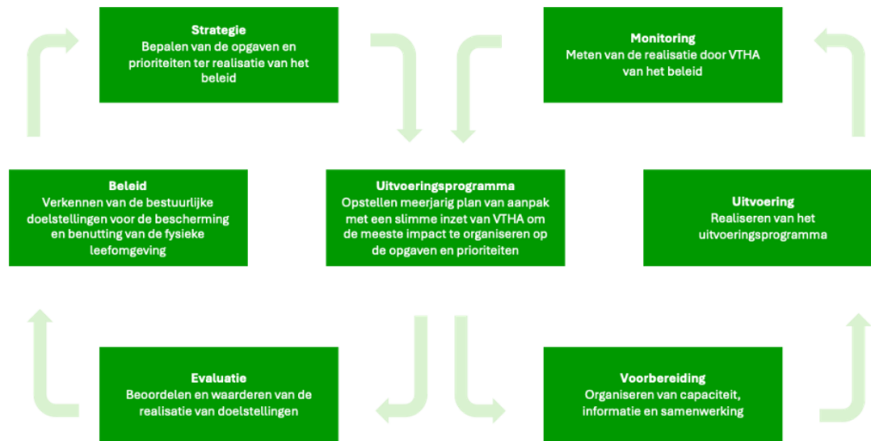 Strategie
Bepalen van de opgaven en
prioriteiten ter realisatie van het
beleid
Monitoring
Meten van de realisatie door VTHA
van het beleid
Beleid
Verkennen van de bestuurlijke
doelstellingen voor de bescherming
en benutting van de fysieke
leefomgeving
Uitvoeringsprogramma
Opstellen meerjarig plan van aanpak
met een slimme inzet van VTHA om
de meeste impact te organiseren op
de opgaven en prioriteiten
Uitvoering
Realiseren van het
uitvoeringsprogramma
Evaluatie
Beoordelen en waarderen van de
realisatie van doelstellingen
Voorbereiding
Organiseren van capaciteit,
informatie en samenwerking